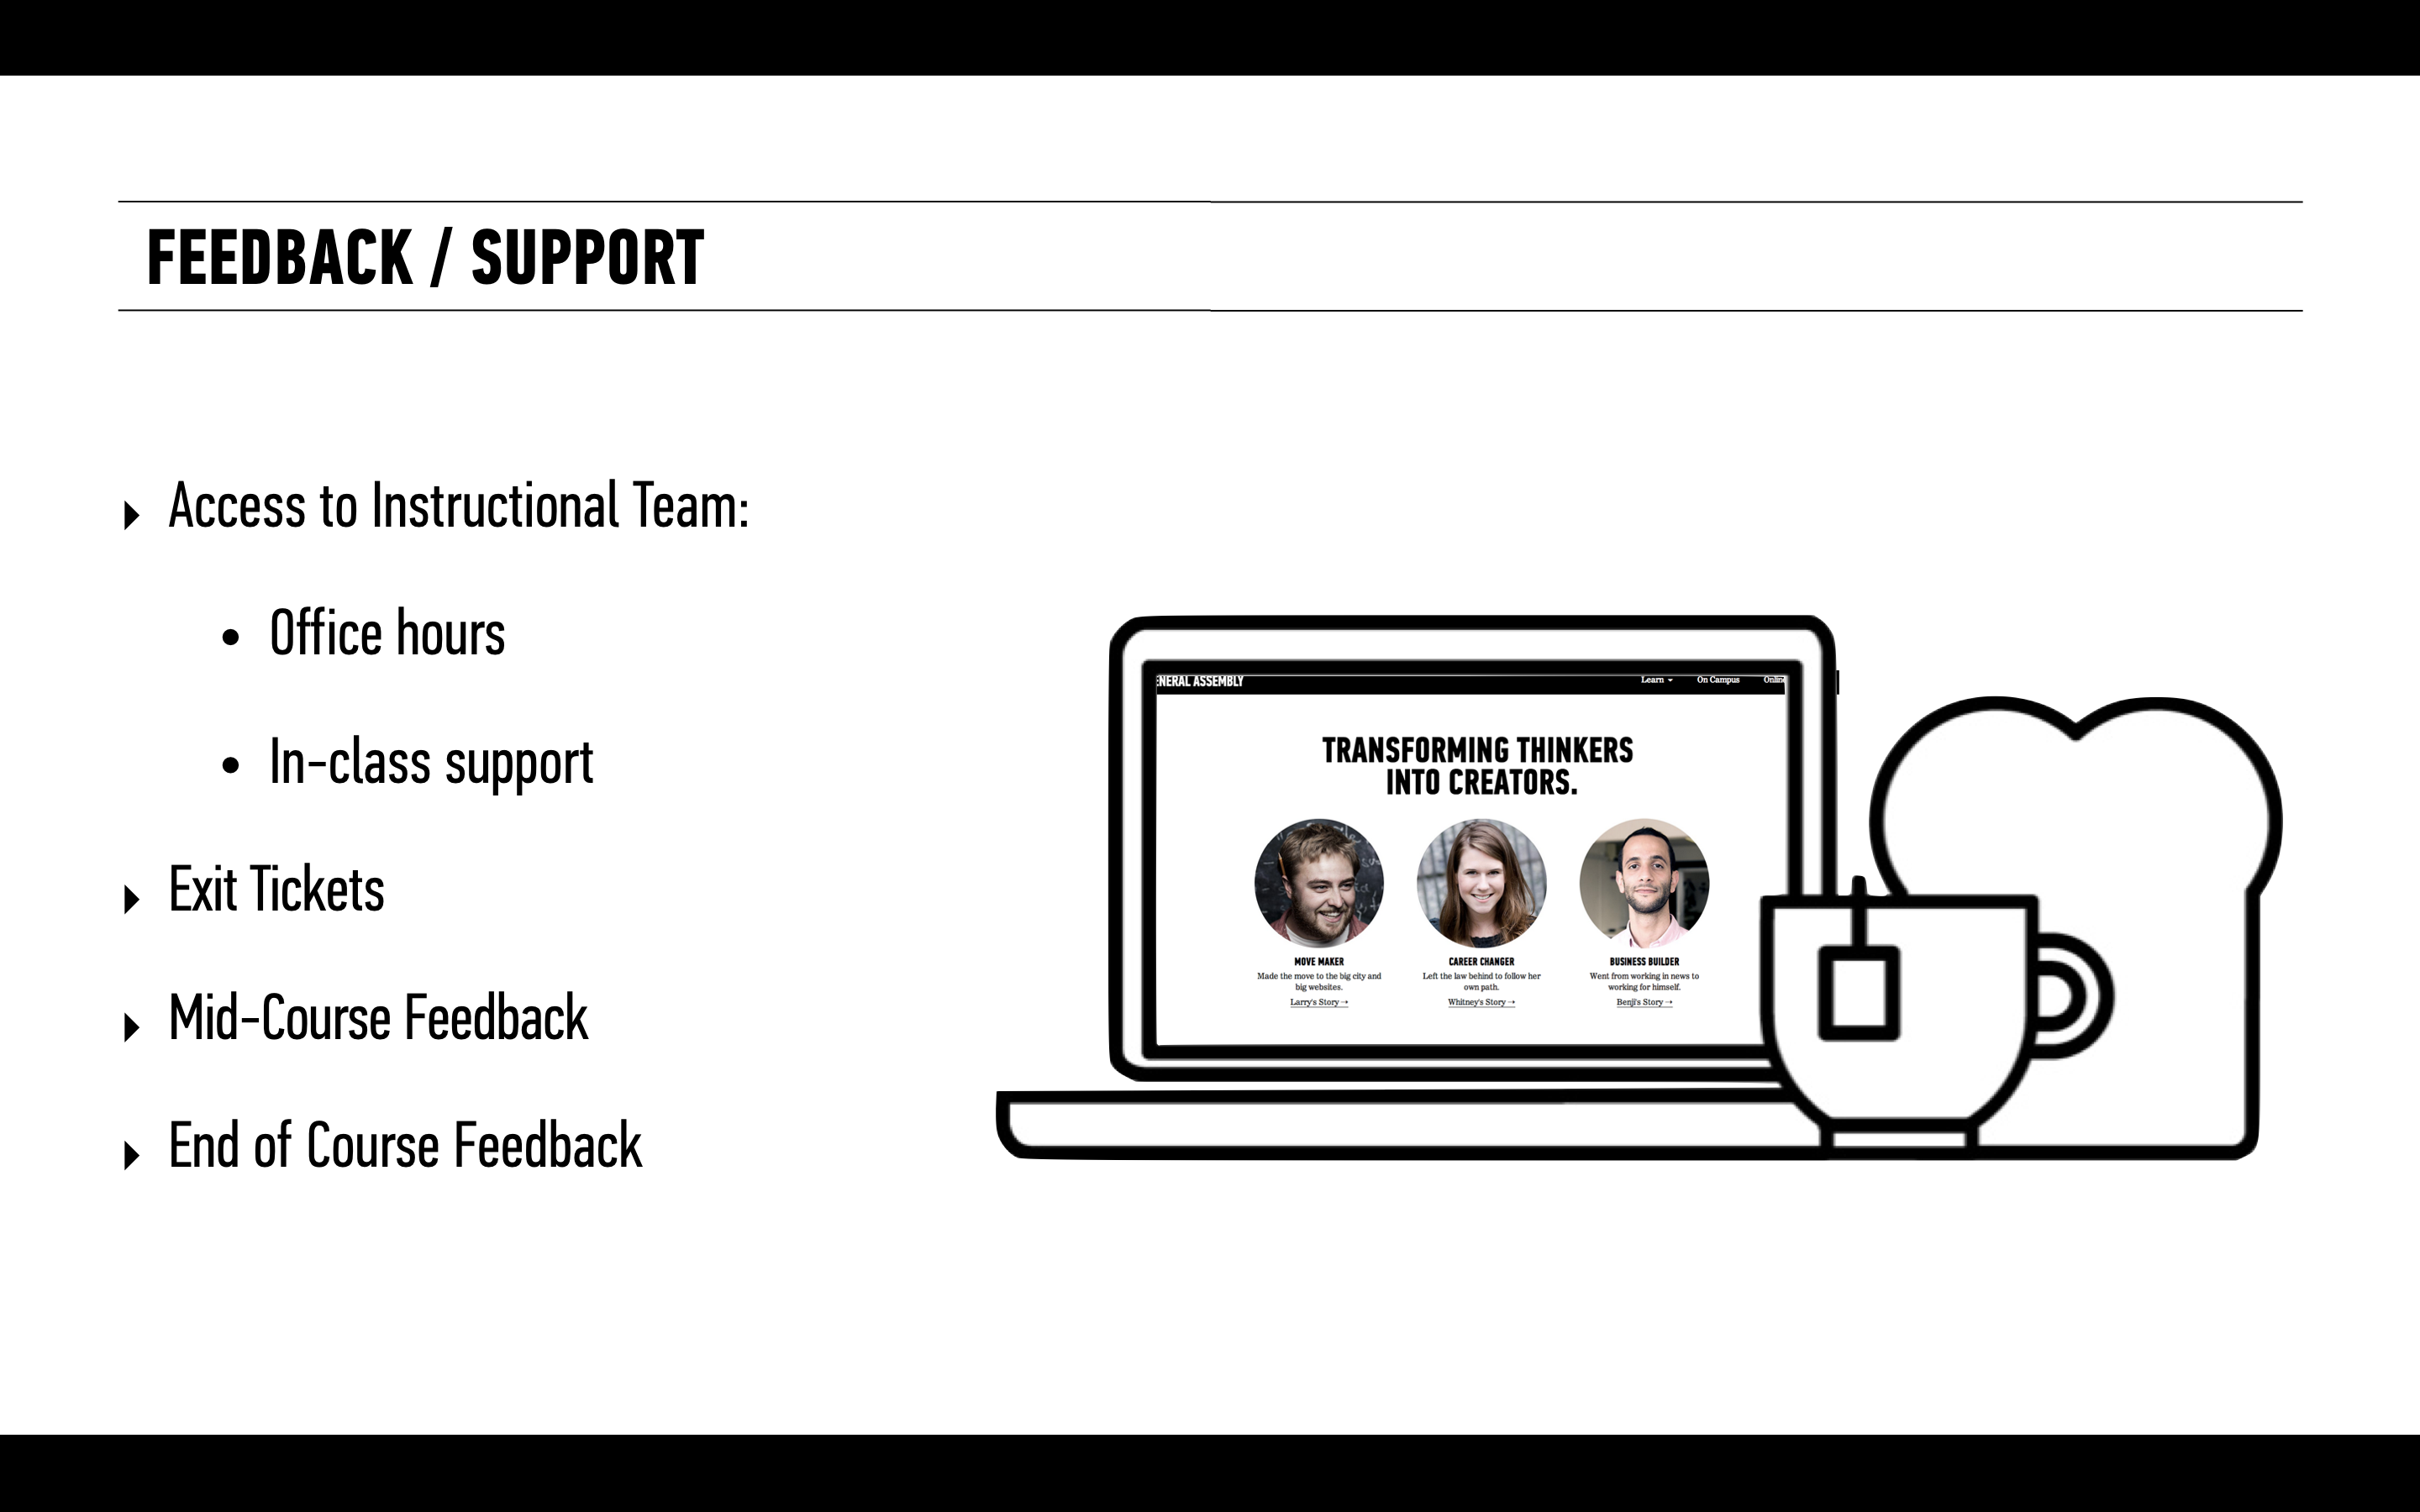 FEEDBACK / SUPPORT
Access to Instructional Team:
Office hours
In-class support
Exit Tickets
Mid-Course Feedback
End of Course Feedback
ENERAL ASSEMBLY Learn On Campus Online
TRANSFORMING THINKERS
INTO CREATORS.
MOVE MAKER
Made the move to the big city and
big websites.
Larry's Story →
CAREER CHANGER
Left the law behind to follow her
own path.
Whitney's Story →
BUSINESS BUILDER
Went from working in news to
working for himself.
Benji's Story →